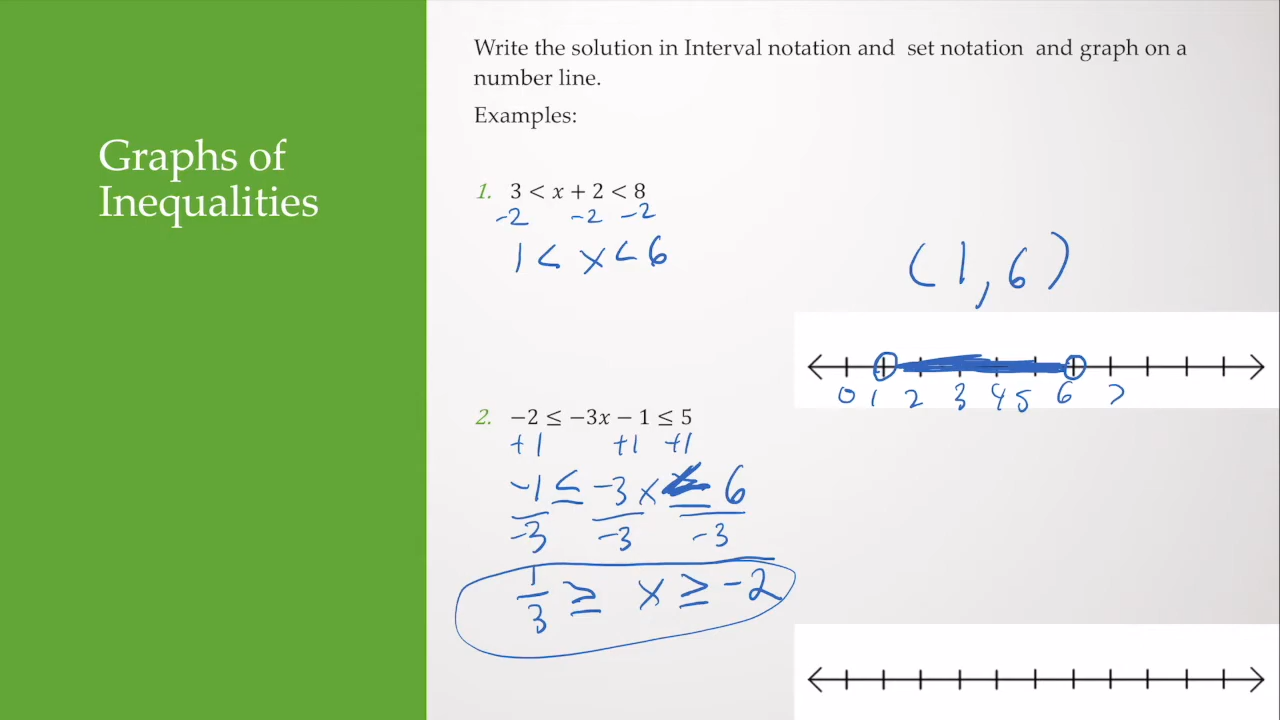 Graphs of
Inequalities
Write the solution in Interval notation and set notation and graph on a
number line.
Examples:
1. 3 < x + 2 < 8
-2 -2 -2
1 < x < 6
(1, 6)
0 1 2 3 4 5 6 7
2. −2 ≤ −3x − 1 ≤ 5
+1 +1 +1
-1 ≤ -3x ≤ 6
-3 -3 -3
1/3 ≥ x ≥ -2